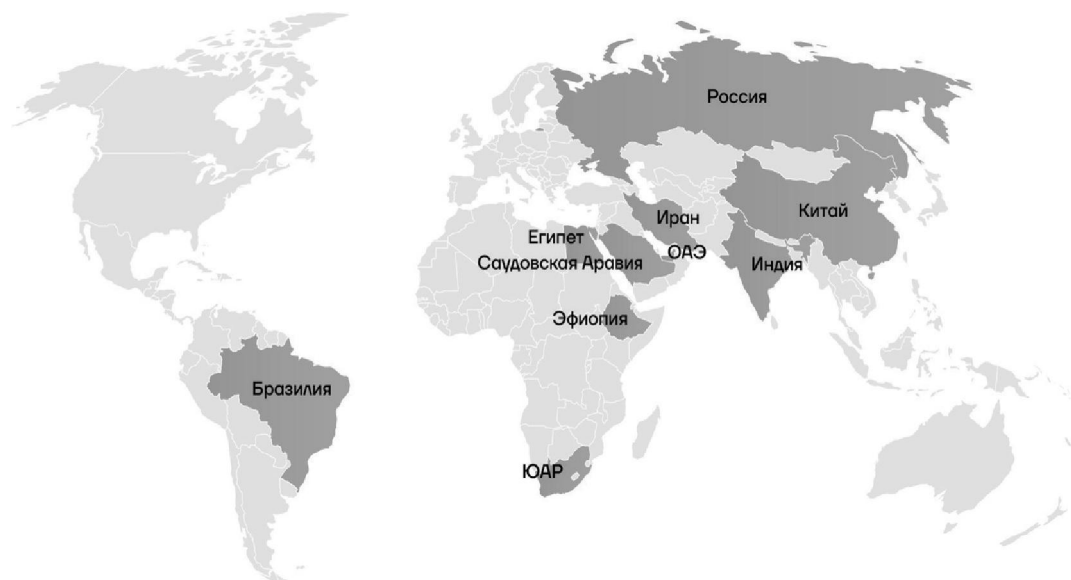 Россия
Китай
Иран
Египет
ОАЭ
Саудовская Аравия
Индия
Эфиопия
Бразилия
ЮАР